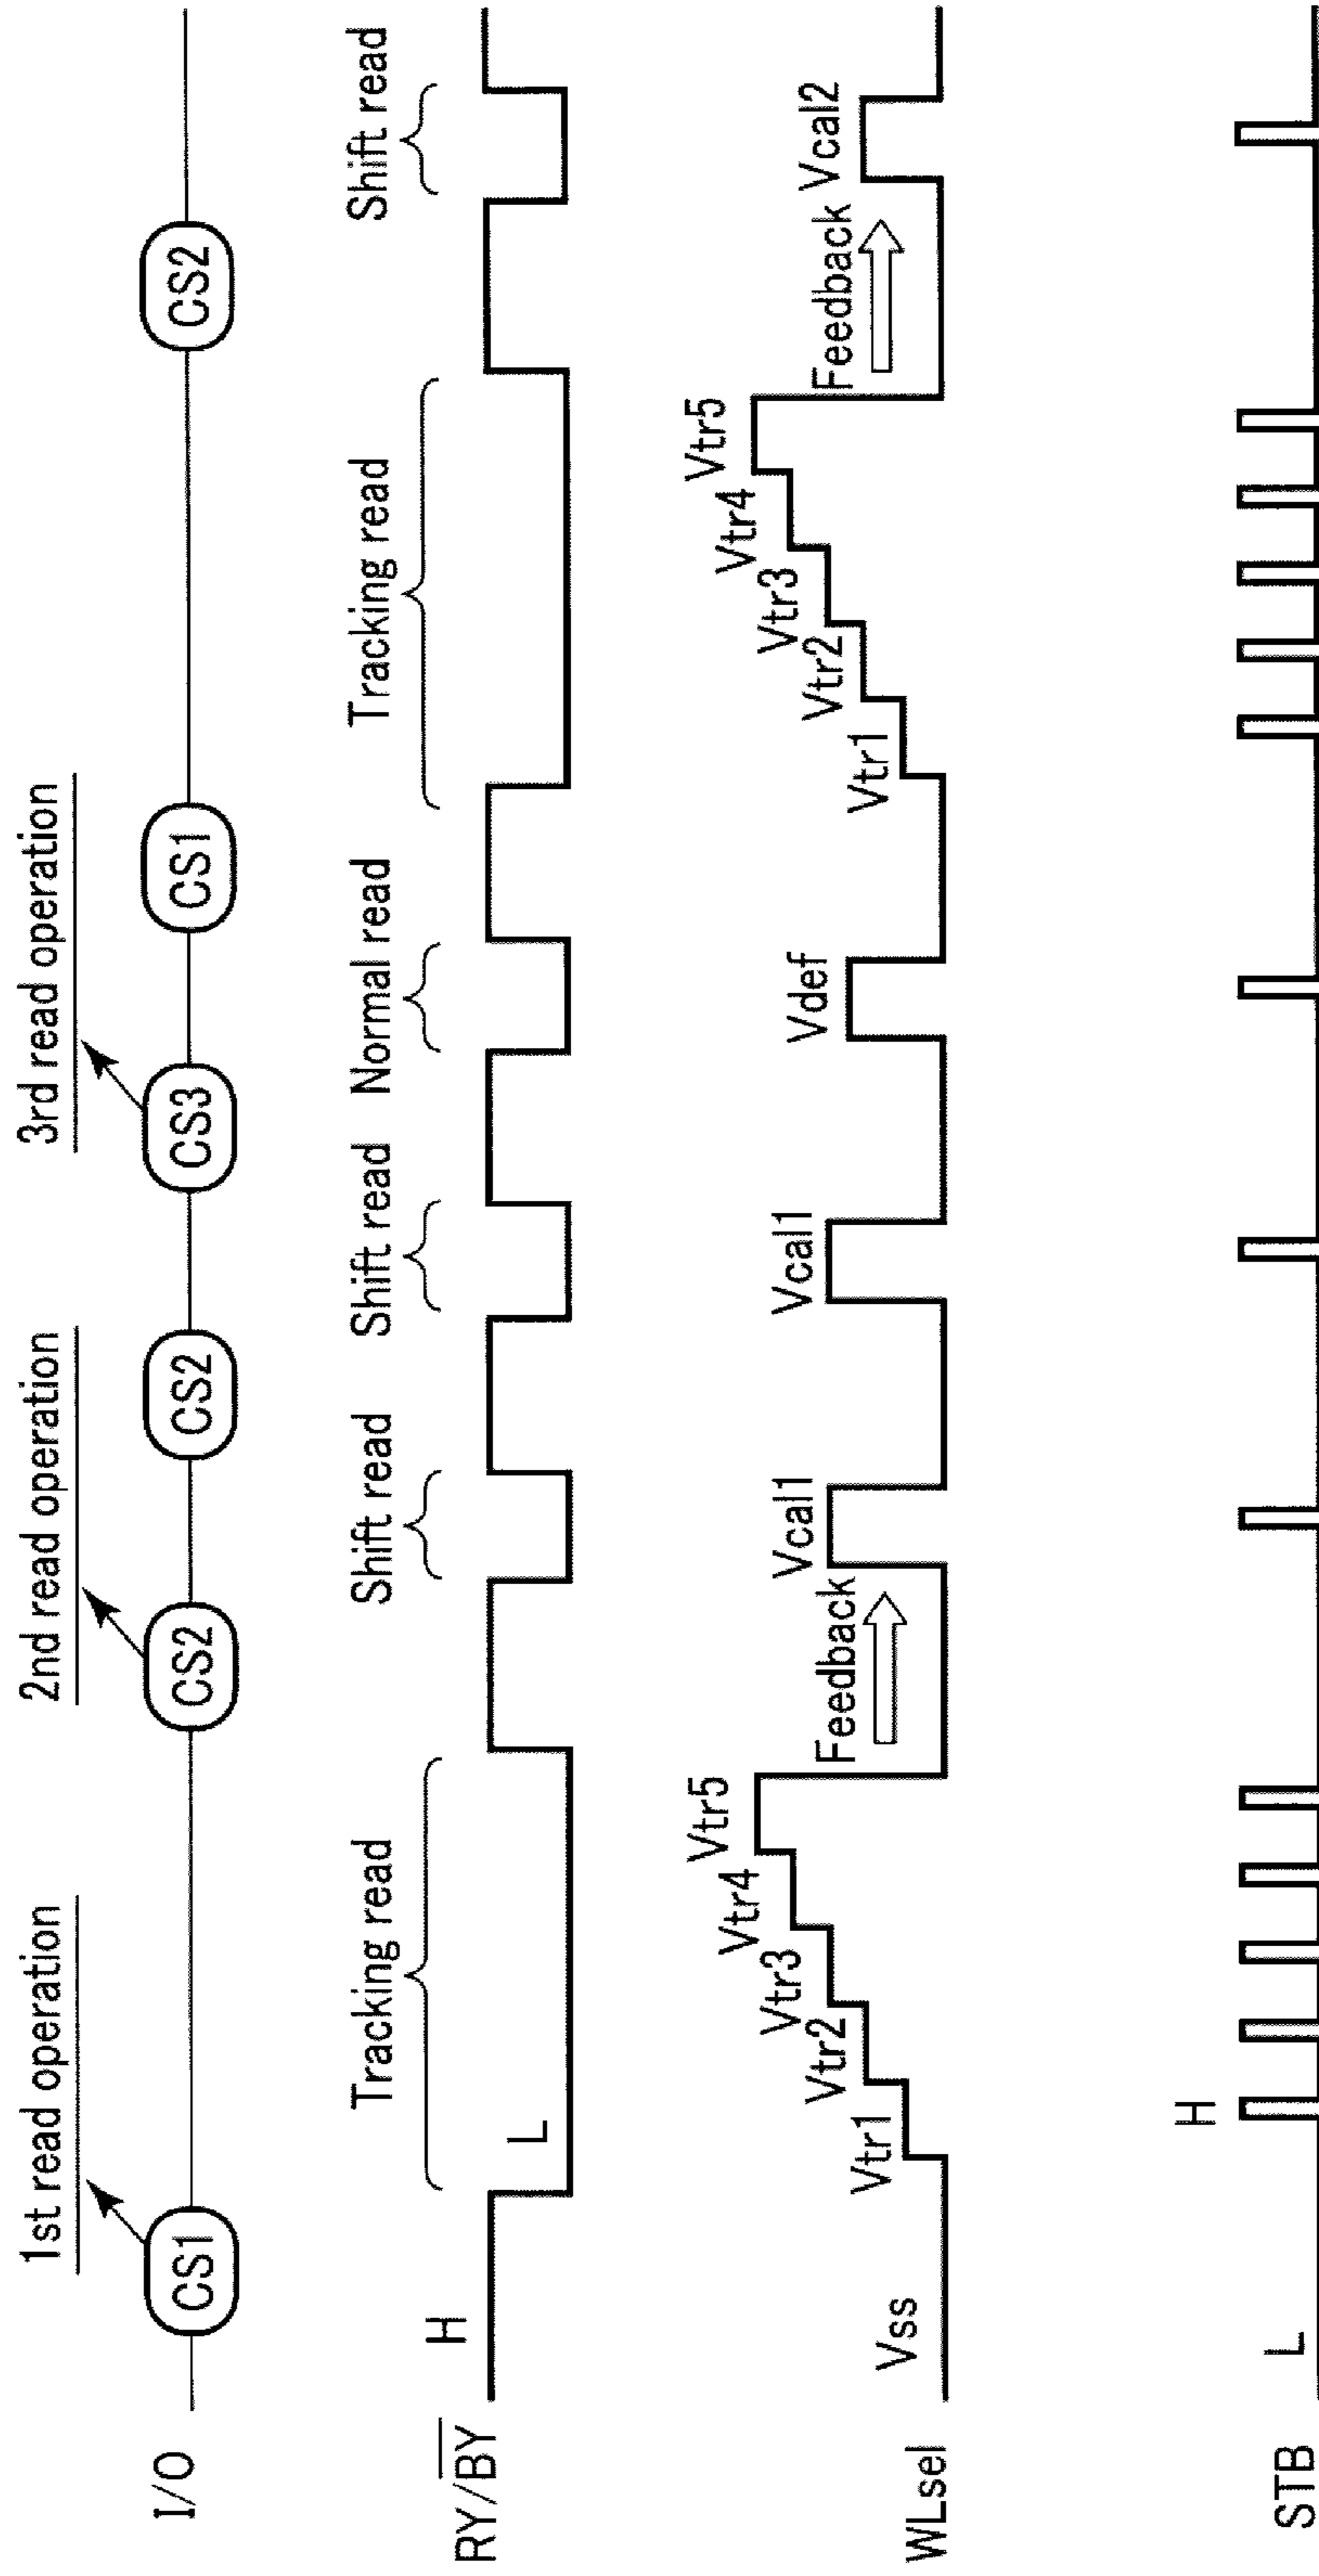 1st read operation
2nd read operation
3rd read operation
I/O
CS1
CS2
CS2
CS3
CS1
CS2
Tracking read
Shift read
Shift read
Normal read
Tracking read
Shift read
RY/B̅Y̅
H
L
WLsel
Vss
Vtr1
Vtr2
Vtr3
Vtr4
Vtr5
Feedback
Vcal1
Vcal1
Vdef
Vtr1
Vtr2
Vtr3
Vtr4
Vtr5
Feedback
Vcal2
STB
L
H